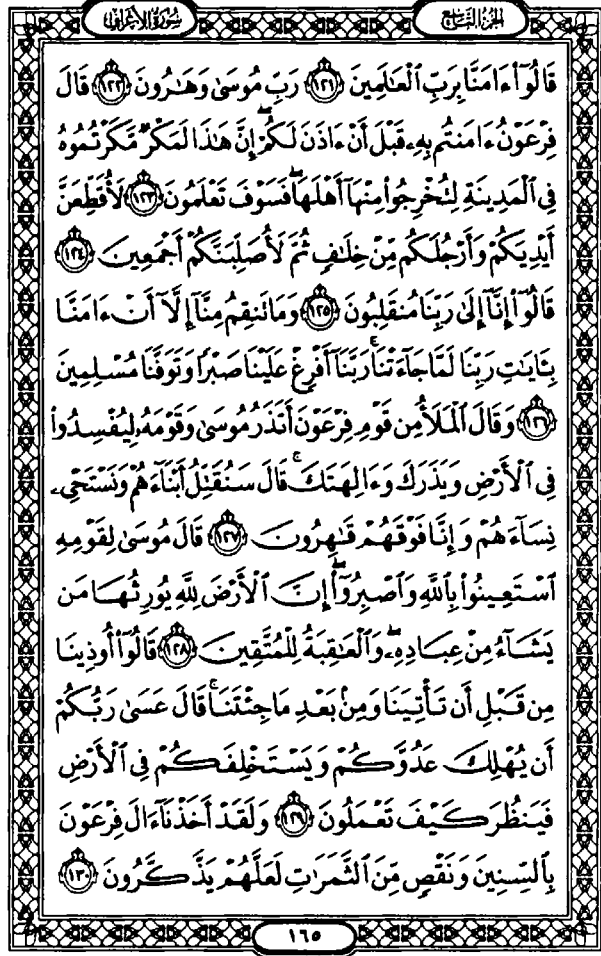 الجزء التاسع
سورة الأعراف
قَالُوٓا۟ ءَامَنَّا بِرَبِّ ٱلْعَٰلَمِينَ ١٢١ رَبِّ مُوسَىٰ وَهَٰرُونَ ١٢٢ قَالَ
فِرْعَوْنُ ءَامَنتُم بِهِۦ قَبْلَ أَنْ ءَاذَنَ لَكُمْ ۖ إِنَّ هَٰذَا لَمَكْرٌ مَّكَرْتُمُوهُ
فِى ٱلْمَدِينَةِ لِتُخْرِجُوا۟ مِنْهَآ أَهْلَهَا ۖ فَسَوْفَ تَعْلَمُونَ ١٢٣ لَأُقَطِّعَنَّ
أَيْدِيَكُمْ وَأَرْجُلَكُم مِّنْ خِلَٰفٍ ثُمَّ لَأُصَلِّبَنَّكُمْ أَجْمَعِينَ ١٢٤
قَالُوٓا۟ إِنَّآ إِلَىٰ رَبِّنَا مُنقَلِبُونَ ١٢٥ وَمَا تَنقِمُ مِنَّآ إِلَّآ أَنْ ءَامَنَّا
بِـَٔايَٰتِ رَبِّنَا لَمَّا جَآءَتْنَا ۚ رَبَّنَآ أَفْرِغْ عَلَيْنَا صَبْرًا وَتَوَفَّنَا مُسْلِمِينَ
١٢٦ وَقَالَ ٱلْمَلَأُ مِن قَوْمِ فِرْعَوْنَ أَتَذَرُ مُوسَىٰ وَقَوْمَهُۥ لِيُفْسِدُوا۟
فِى ٱلْأَرْضِ وَيَذَرَكَ وَءَالِهَتَكَ ۚ قَالَ سَنُقَتِّلُ أَبْنَآءَهُمْ وَنَسْتَحْىِۦ
نِسَآءَهُمْ وَإِنَّا فَوْقَهُمْ قَٰهِرُونَ ١٢٧ قَالَ مُوسَىٰ لِقَوْمِهِ
ٱسْتَعِينُوا۟ بِٱللَّهِ وَٱصْبِرُوٓا۟ ۖ إِنَّ ٱلْأَرْضَ لِلَّهِ يُورِثُهَا مَن
يَشَآءُ مِنْ عِبَادِهِۦ ۖ وَٱلْعَٰقِبَةُ لِلْمُتَّقِينَ ١٢٨ قَالُوٓا۟ أُوذِينَا
مِن قَبْلِ أَن تَأْتِيَنَا وَمِنۢ بَعْدِ مَا جِئْتَنَا ۚ قَالَ عَسَىٰ رَبُّكُمْ
أَن يُهْلِكَ عَدُوَّكُمْ وَيَسْتَخْلِفَكُمْ فِى ٱلْأَرْضِ
فَيَنظُرَ كَيْفَ تَعْمَلُونَ ١٢٩ وَلَقَدْ أَخَذْنَآ ءَالَ فِرْعَوْنَ
بِٱلسِّنِينَ وَنَقْصٍ مِّنَ ٱلثَّمَرَٰتِ لَعَلَّهُمْ يَذَّكَّرُونَ ١٣٠
١٦٥